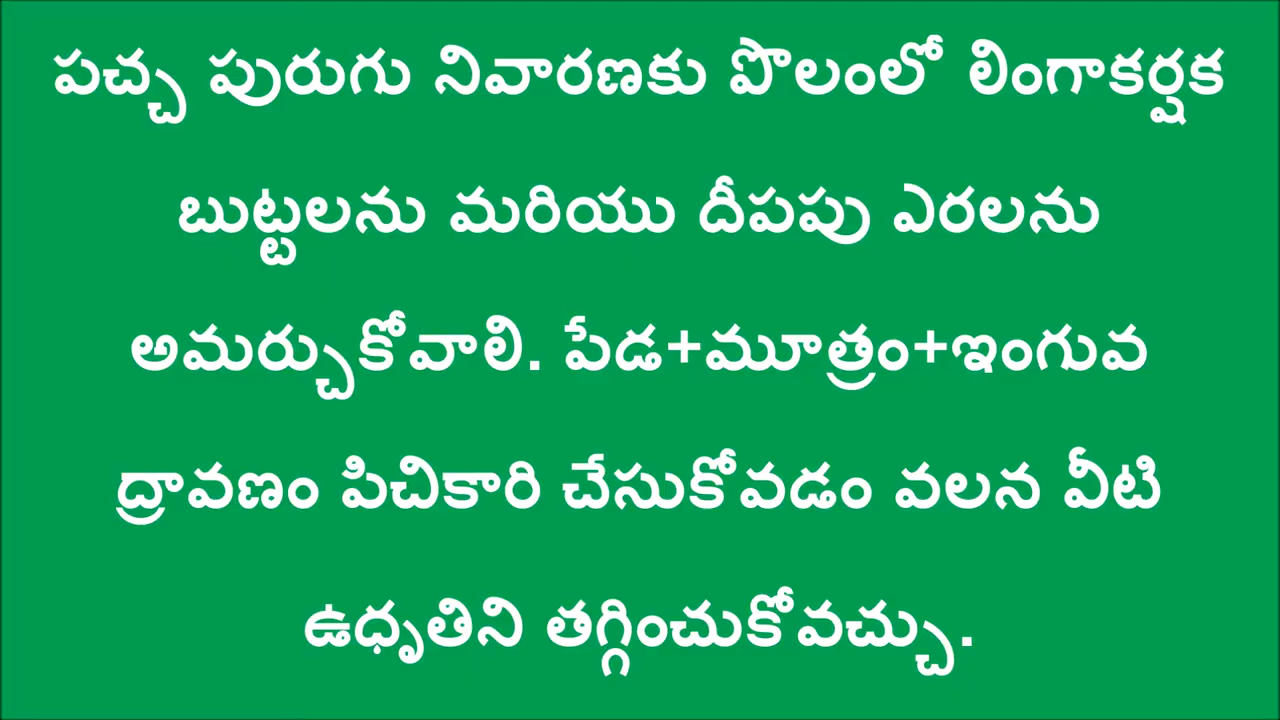 పచ్చ పురుగు నివారణకు పొలంలో లింగాకర్షక
బుట్టలను మరియు దీపపు ఎరలను
అమర్చుకోవాలి. పేడ+మూత్రం+ఇంగువ
ద్రావణం పిచికారి చేసుకోవడం వలన వీటి
ఉధృతిని తగ్గించుకోవచ్చు.